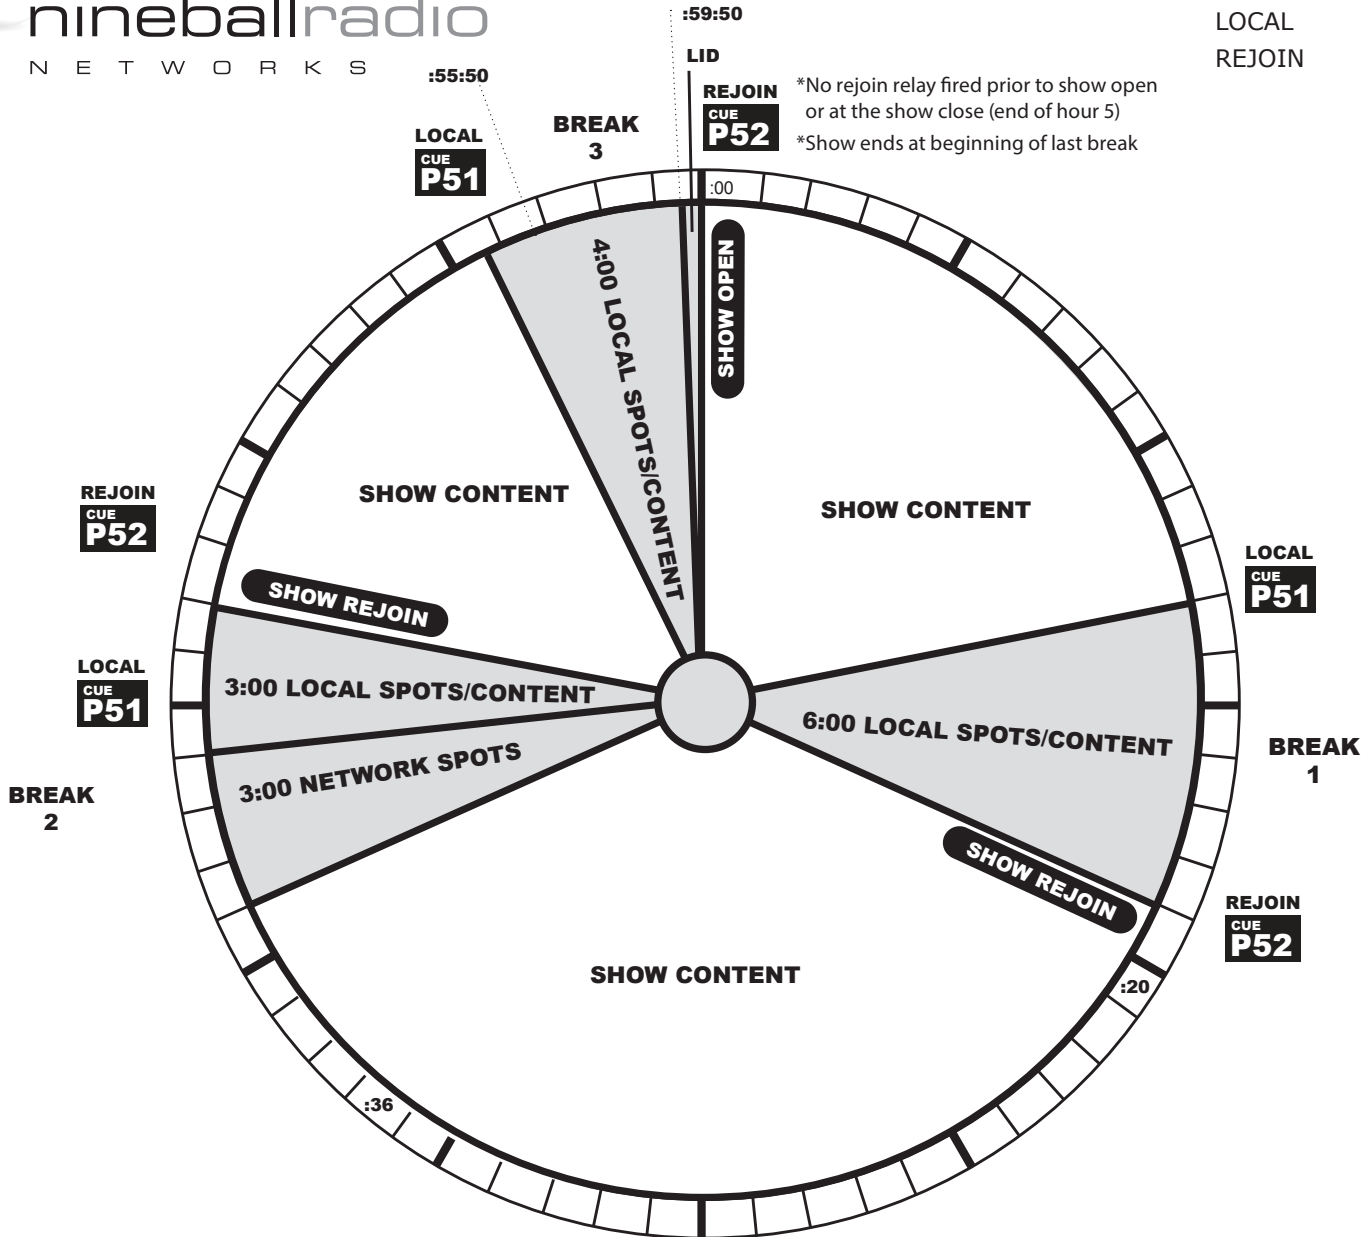 nineballradio
NETWORKS
:59:50
LOCAL
REJOIN
LID
:55:50
REJOIN
CUE
P52
*No rejoin relay fired prior to show open
or at the show close (end of hour 5)
*Show ends at beginning of last break
BREAK
3
LOCAL
CUE
P51
:00
SHOW OPEN
4:00 LOCAL SPOTS/CONTENT
SHOW CONTENT
SHOW CONTENT
REJOIN
CUE
P52
LOCAL
CUE
P51
SHOW REJOIN
LOCAL
CUE
P51
3:00 LOCAL SPOTS/CONTENT
6:00 LOCAL SPOTS/CONTENT
3:00 NETWORK SPOTS
BREAK
1
BREAK
2
SHOW REJOIN
REJOIN
CUE
P52
SHOW CONTENT
:20
:36